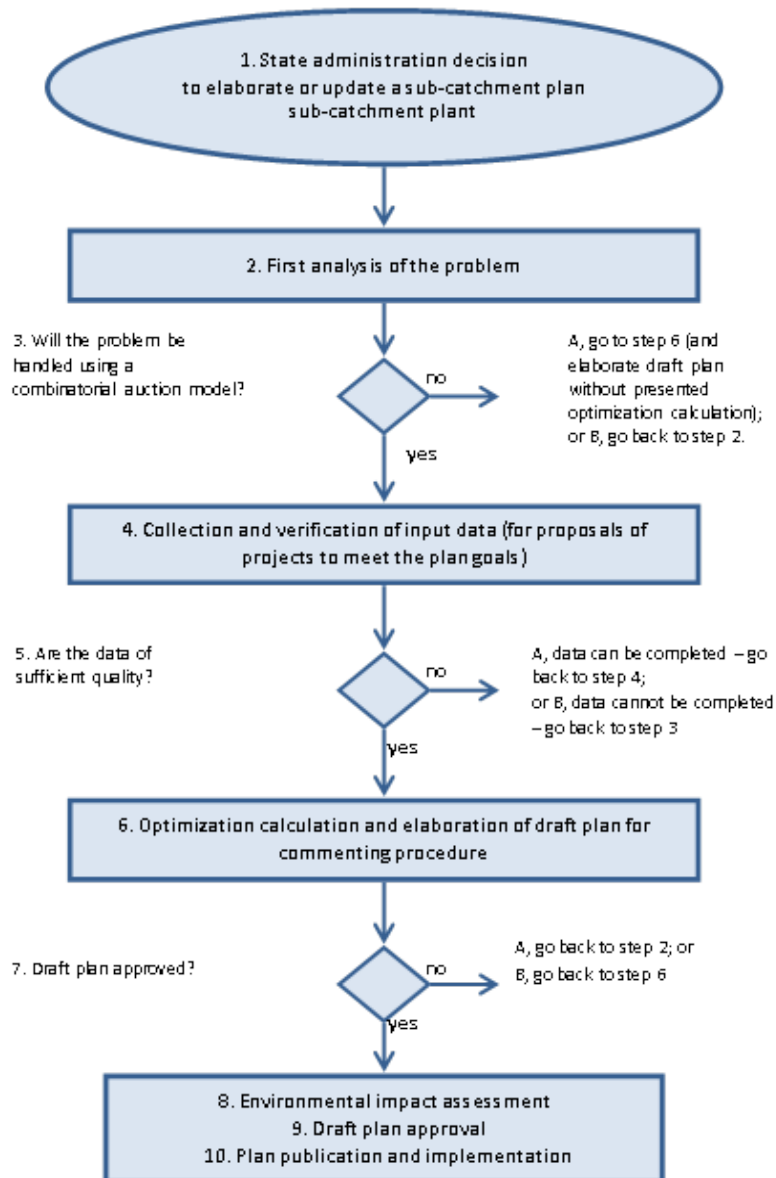 1. State administration decision
to elaborate or update a sub-catchment plan
sub-catchment plant
2. First analysis of the problem
3. Will the problem be
handled using a
combinatorial auction model?
no
A, go to step 6 (and
elaborate draft plan
without presented
optimization calculation);
or B, go back to step 2.
yes
4. Collection and verification of input data (for proposals of
projects to meet the plan goals)
5. Are the data of
sufficient quality?
no
A, data can be completed – go
back to step 4;
or B, data cannot be completed
– go back to step 3
yes
6. Optimization calculation and elaboration of draft plan for
commenting procedure
7. Draft plan approved?
no
A, go back to step 2; or
B, go back to step 6
yes
8. Environmental impact assessment
9. Draft plan approval
10. Plan publication and implementation